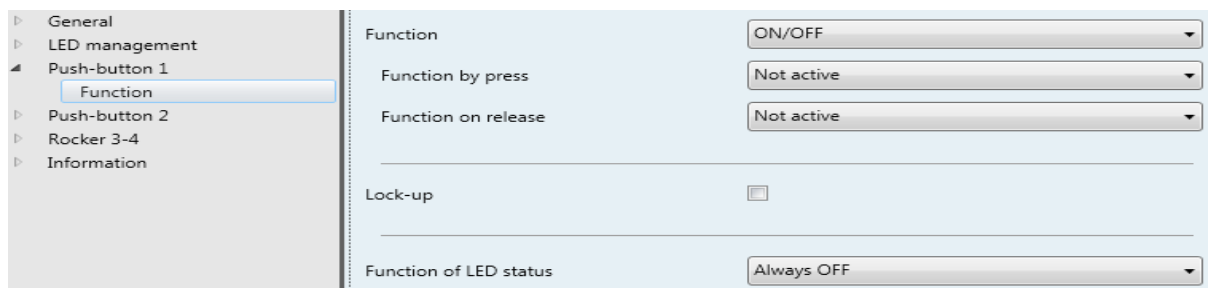 General
LED management
Push-button 1
Function
Push-button 2
Rocker 3-4
Information
Function ON/OFF
Function by press Not active
Function on release Not active
Lock-up
Function of LED status Always OFF